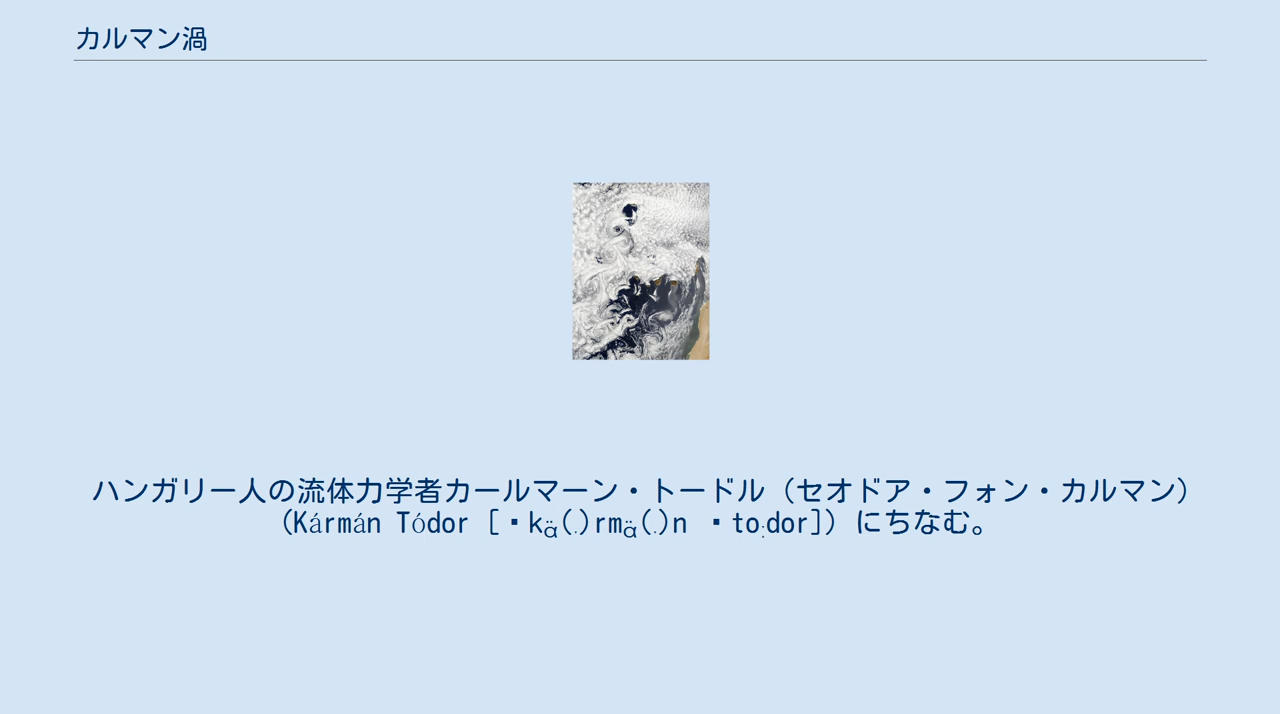 カルマン渦
ハンガリー人の流体力学者カールマーン・トードル（セオドア・フォン・カルマン）
（Kármán Tódor [ˈkɑ̈(ː)rmɑ̈(ː)n ˈtoːdor]）にちなむ。